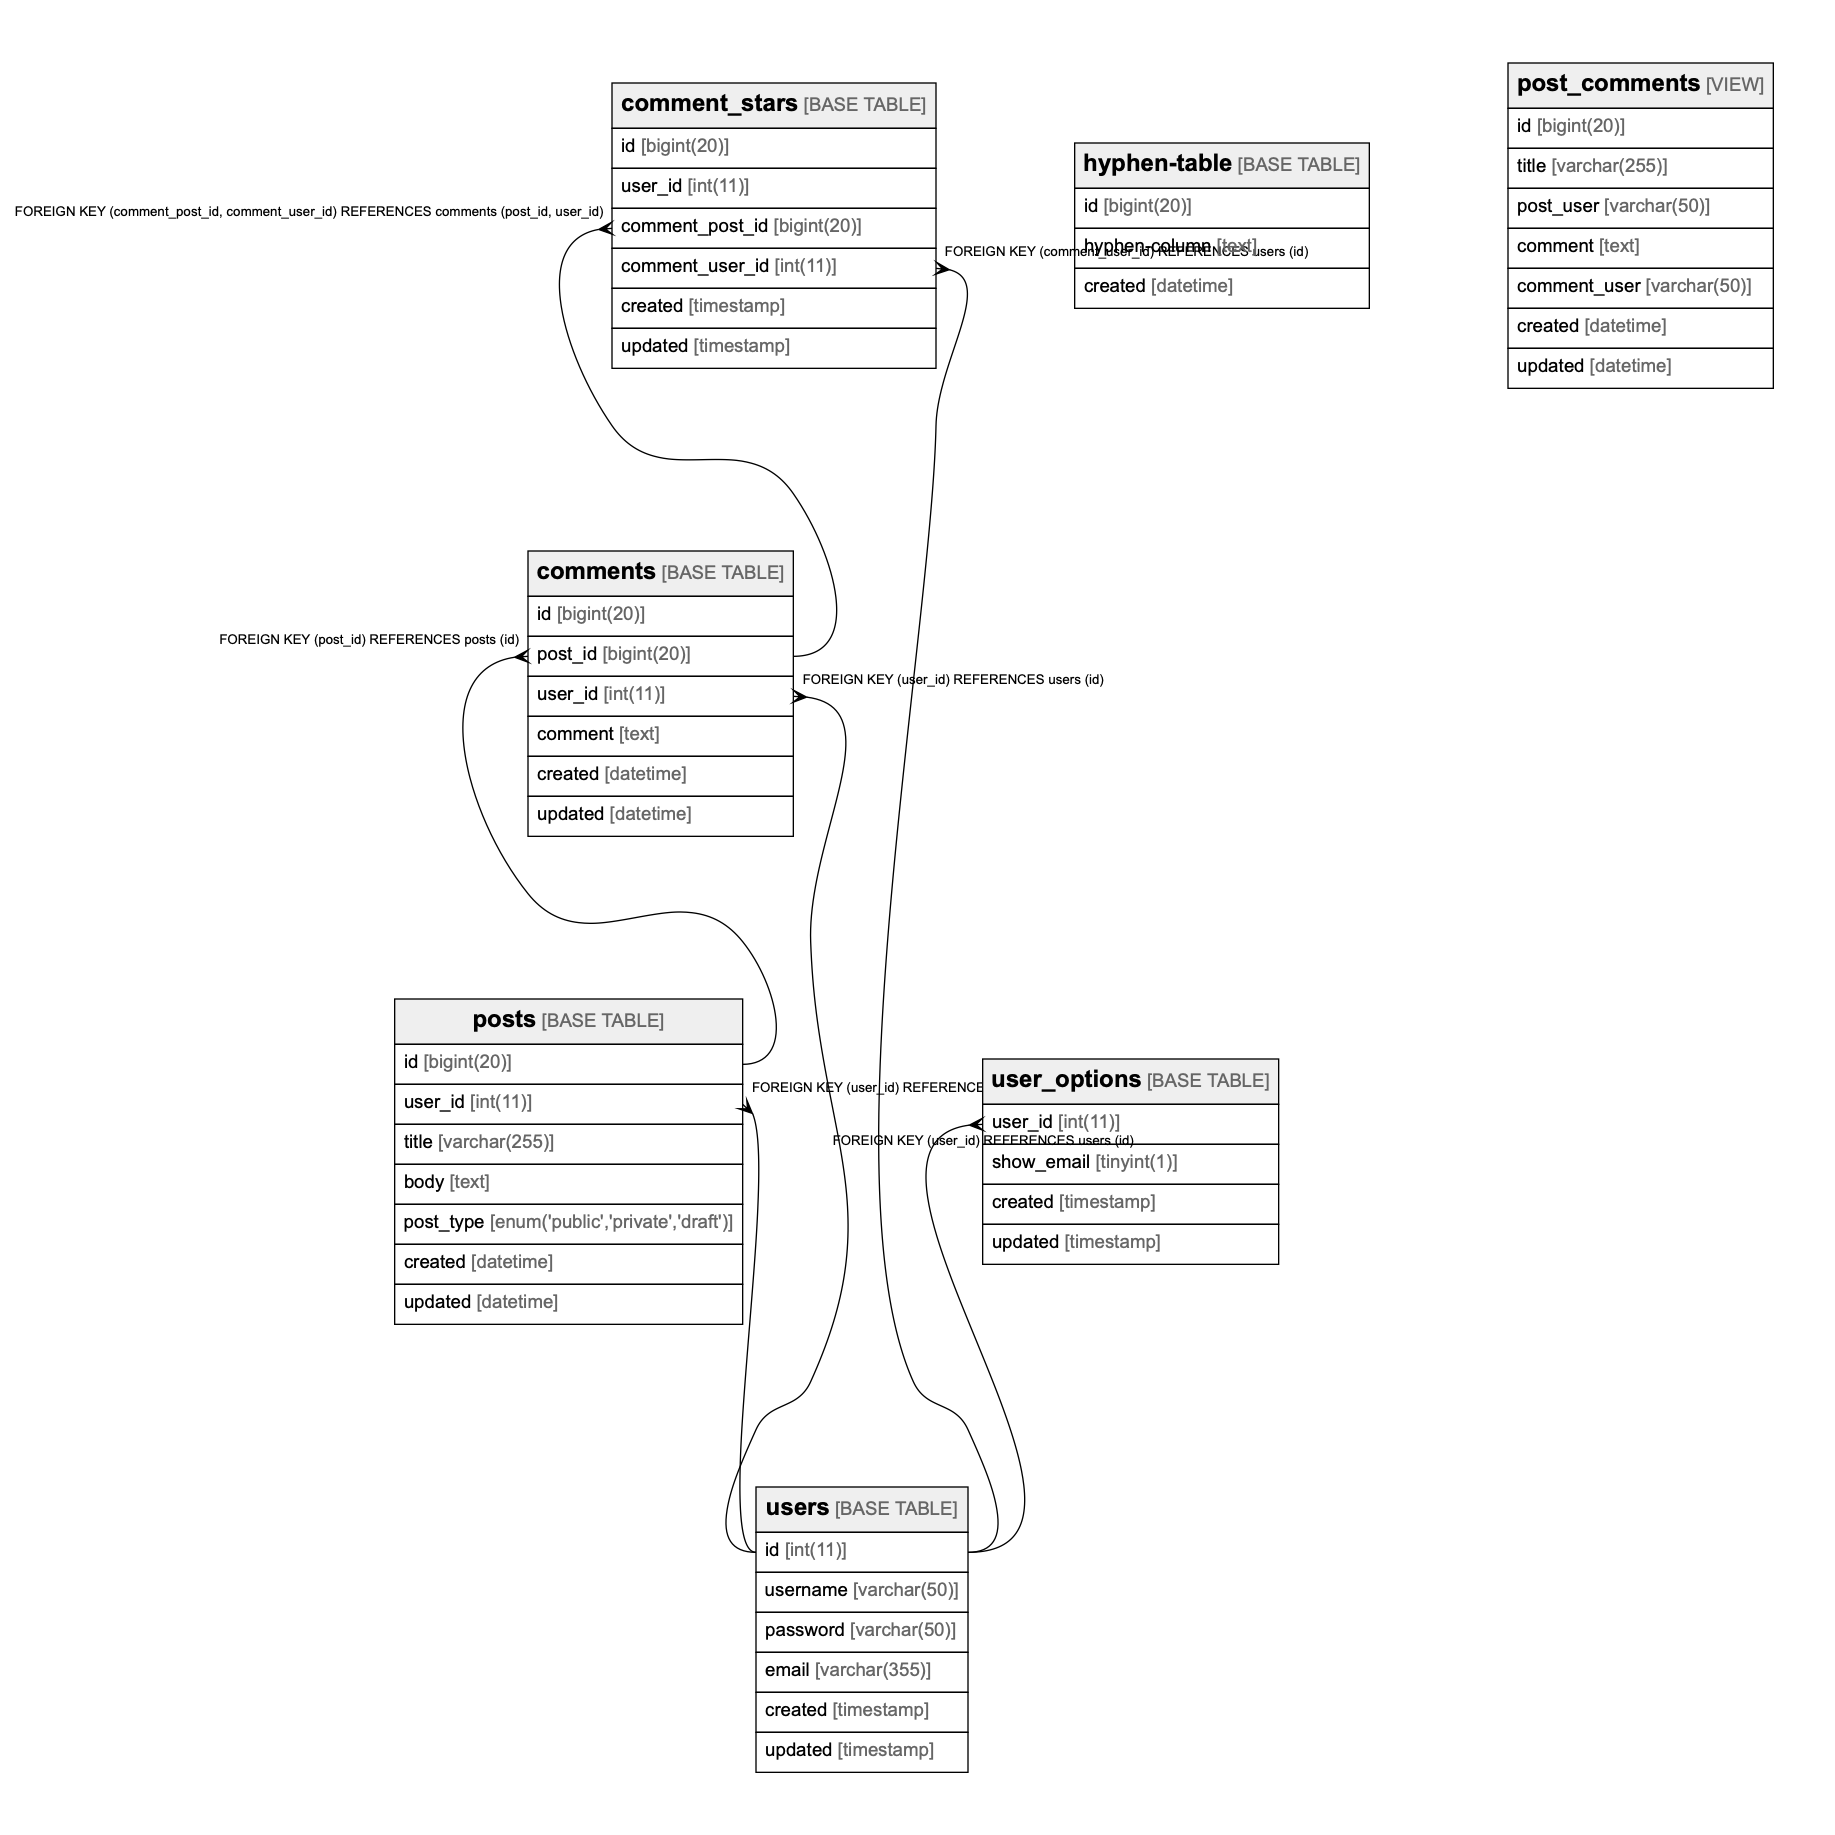 comment_stars [BASE TABLE]
id [bigint(20)]
user_id [int(11)]
comment_post_id [bigint(20)]
comment_user_id [int(11)]
created [timestamp]
updated [timestamp]
FOREIGN KEY (comment_post_id, comment_user_id) REFERENCES comments (post_id, user_id)
FOREIGN KEY (comment_user_id) REFERENCES users (id)
hyphen-table [BASE TABLE]
id [bigint(20)]
hyphen-column [text]
created [datetime]
post_comments [VIEW]
id [bigint(20)]
title [varchar(255)]
post_user [varchar(50)]
comment [text]
comment_user [varchar(50)]
created [datetime]
updated [datetime]
comments [BASE TABLE]
id [bigint(20)]
post_id [bigint(20)]
user_id [int(11)]
comment [text]
created [datetime]
updated [datetime]
FOREIGN KEY (post_id) REFERENCES posts (id)
FOREIGN KEY (user_id) REFERENCES users (id)
posts [BASE TABLE]
id [bigint(20)]
user_id [int(11)]
title [varchar(255)]
body [text]
post_type [enum('public','private','draft')]
created [datetime]
updated [datetime]
FOREIGN KEY (user_id) REFERENCE
user_options [BASE TABLE]
user_id [int(11)]
show_email [tinyint(1)]
created [timestamp]
updated [timestamp]
FOREIGN KEY (user_id) REFERENCES users (id)
users [BASE TABLE]
id [int(11)]
username [varchar(50)]
password [varchar(50)]
email [varchar(355)]
created [timestamp]
updated [timestamp]